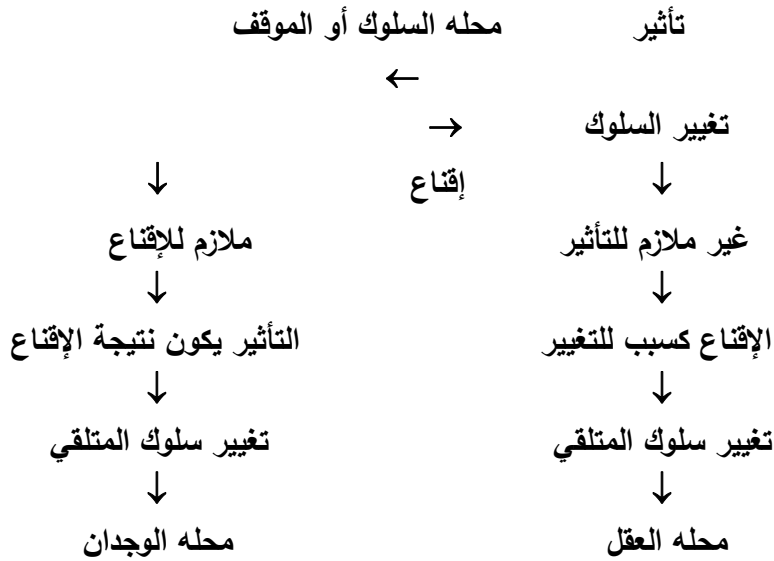 تأثير محله السلوك أو الموقف
←
تغيير السلوك →
↓ إقناع ↓
غير ملازم للتأثير ملازم للإقناع
↓ ↓
الإقناع كسبب للتغيير التأثير يكون نتيجة الإقناع
↓ ↓
تغيير سلوك المتلقي تغيير سلوك المتلقي
↓ ↓
محله العقل محله الوجدان